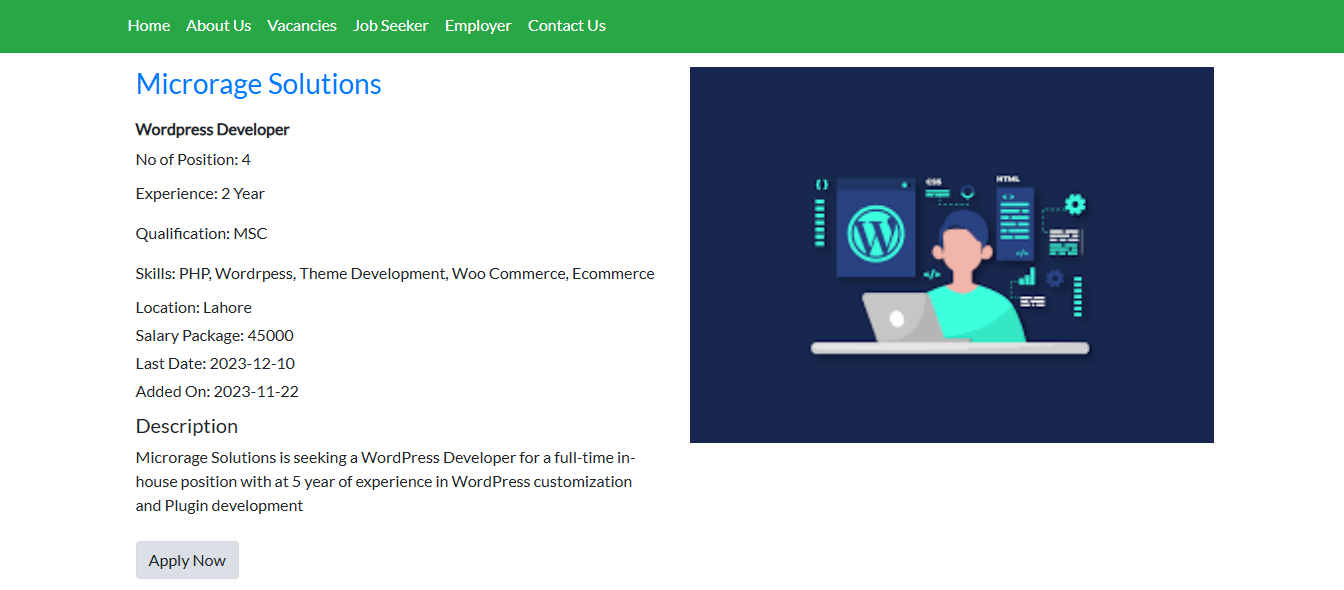 Home About Us Vacancies Job Seeker Employer Contact Us
Microrage Solutions
Wordpress Developer
No of Position: 4
Experience: 2 Year
Qualification: MSC
Skills: PHP, Wordrpess, Theme Development, Woo Commerce, Ecommerce
Location: Lahore
Salary Package: 45000
Last Date: 2023-12-10
Added On: 2023-11-22
Description
Microrage Solutions is seeking a WordPress Developer for a full-time in-
house position with at 5 year of experience in WordPress customization
and Plugin development
Apply Now
{ }
CSS
HTML
< >
</>
</>